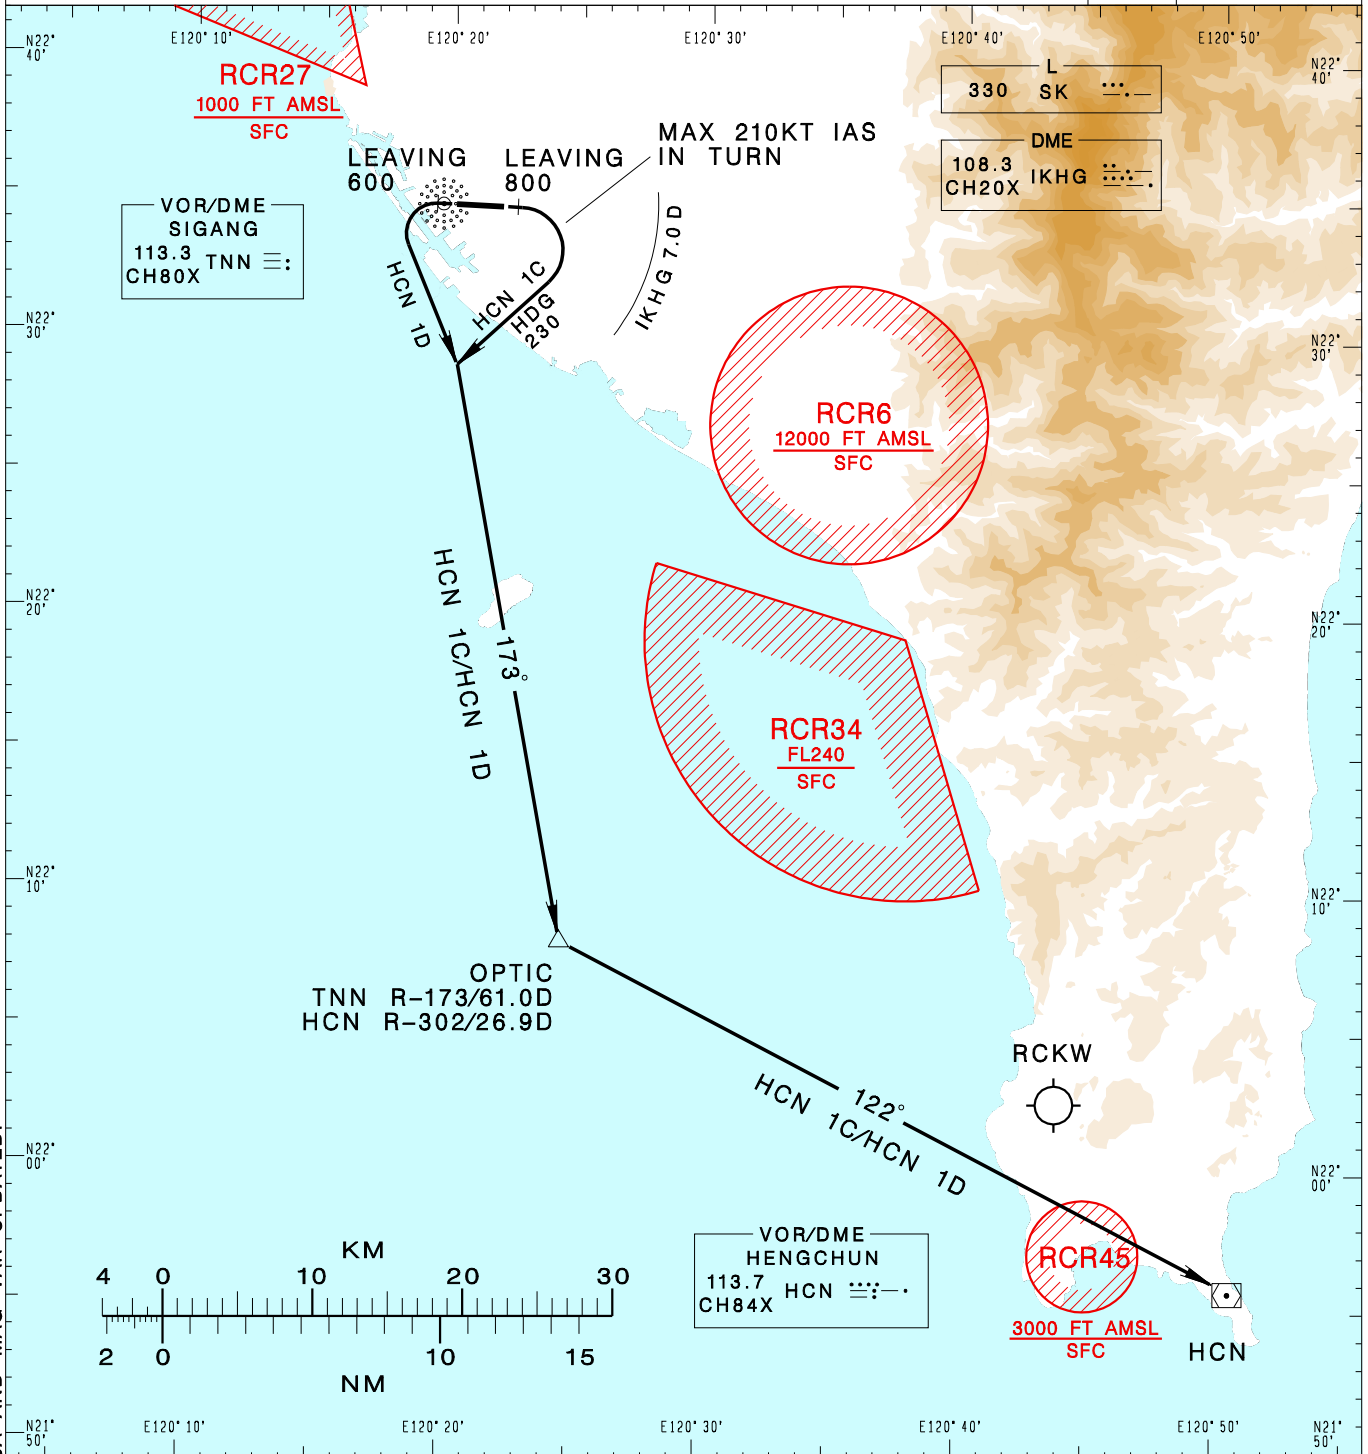 E120° 10'
E120° 20'
E120° 30'
E120° 40'
E120° 50'
N22°
40'
N22°
40'
RCR27
1000 FT AMSL
SFC
L
330 SK
DME
108.3
CH20X IKHG
MAX 210KT IAS
IN TURN
LEAVING
600
LEAVING
800
VOR/DME
SIGANG
113.3
CH80X TNN
IKHG 7.0 D
HCN 1D
HCN 1C
HDG
230
N22°
30'
N22°
30'
RCR6
12000 FT AMSL
SFC
N22°
20'
N22°
20'
HCN 1C/HCN 1D
173°
RCR34
FL240
SFC
N22°
10'
N22°
10'
OPTIC
TNN R-173/61.0D
HCN R-302/26.9D
RCKW
122°
HCN 1C/HCN 1D
N22°
00'
N22°
00'
VOR/DME
HENGCHUN
113.7
CH84X HCN
RCR45
3000 FT AMSL
SFC
HCN
KM
4 0 10 20 30
2 0 10 15
NM
N21°
50'
N21°
50'
E120° 10'
E120° 20'
E120° 30'
E120° 40'
E120° 50'